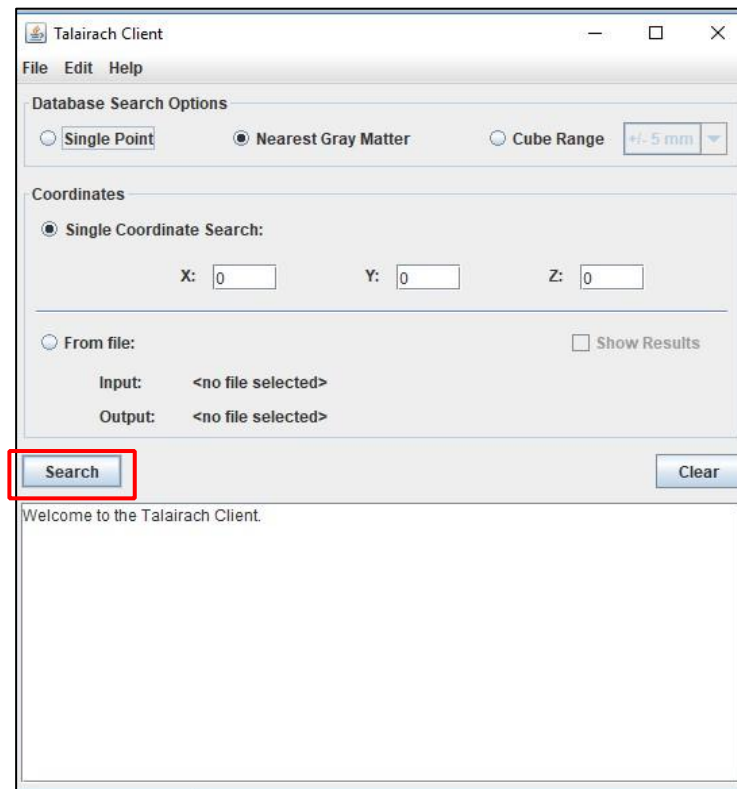 Talairach Client
File Edit Help
Database Search Options
Single Point Nearest Gray Matter Cube Range +/- 5 mm
Coordinates
Single Coordinate Search:
X: 0 Y: 0 Z: 0
From file: Show Results
Input: <no file selected>
Output: <no file selected>
Search Clear
Welcome to the Talairach Client.